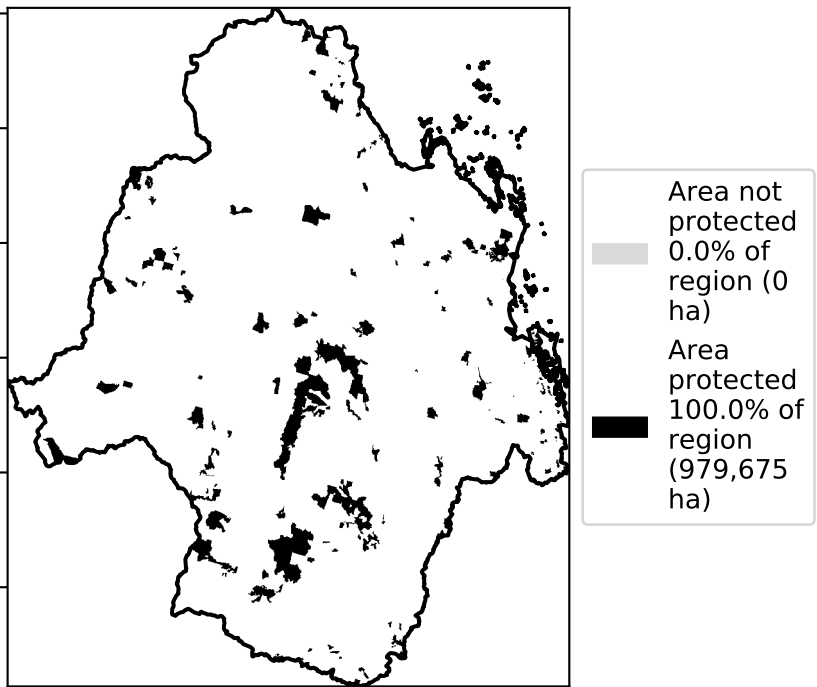 Area not
protected
0.0% of
region (0
ha)
Area
protected
100.0% of
region
(979,675
ha)